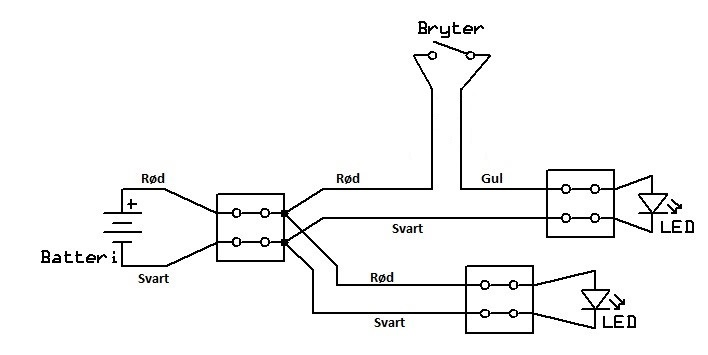 Bryter
Rød
Rød
Gul
+
Svart
LED
Batteri
Svart
Rød
Svart
LED